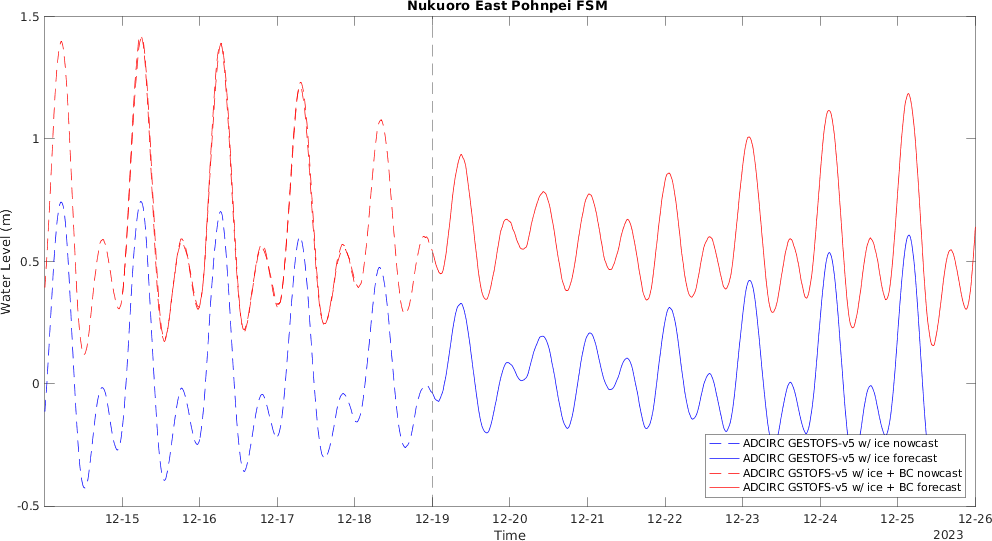 Nukuoro East Pohnpei FSM
Water Level (m)
1.5
1
0.5
0
-0.5
12-15 12-16 12-17 12-18 12-19 12-20 12-21 12-22 12-23 12-24 12-25 12-26
Time
2023
ADCIRC GESTOFS-v5 w/ ice nowcast
ADCIRC GESTOFS-v5 w/ ice forecast
ADCIRC GSTOFS-v5 w/ ice + BC nowcast
ADCIRC GSTOFS-v5 w/ ice + BC forecast